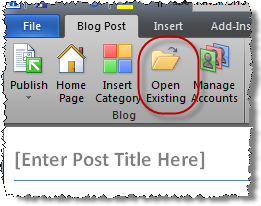 File Blog Post Insert Add-Ins
Publish Home Page Insert Category Open Existing Manage Accounts
Blog
[Enter Post Title Here]